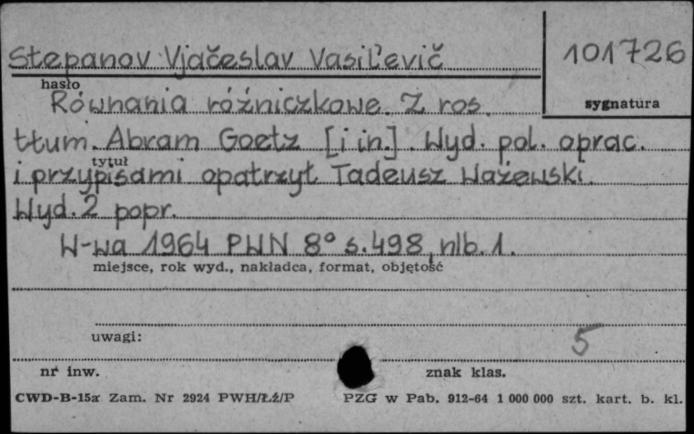 Stepanov Vjačeslav Vasil'evič
101726
hasło
sygnatura
Równania różniczkowe. Z ros.
tłum. Abram Goetz [i in.]. Wyd. pol. oprac.
tytuł
i przypisami opatrzył Tadeusz Ważewski.
Wyd. 2 popr.
W-wa 1964 PWN 8° s. 498, nlb. 1.
miejsce, rok wyd., nakładca, format, objętość
uwagi:
5
nr inw.
znak klas.
CWD-B-15a Zam. Nr 2924 PWH/Łź/P
PZG w Pab. 912-64 1 000 000 szt. kart. b. kl.